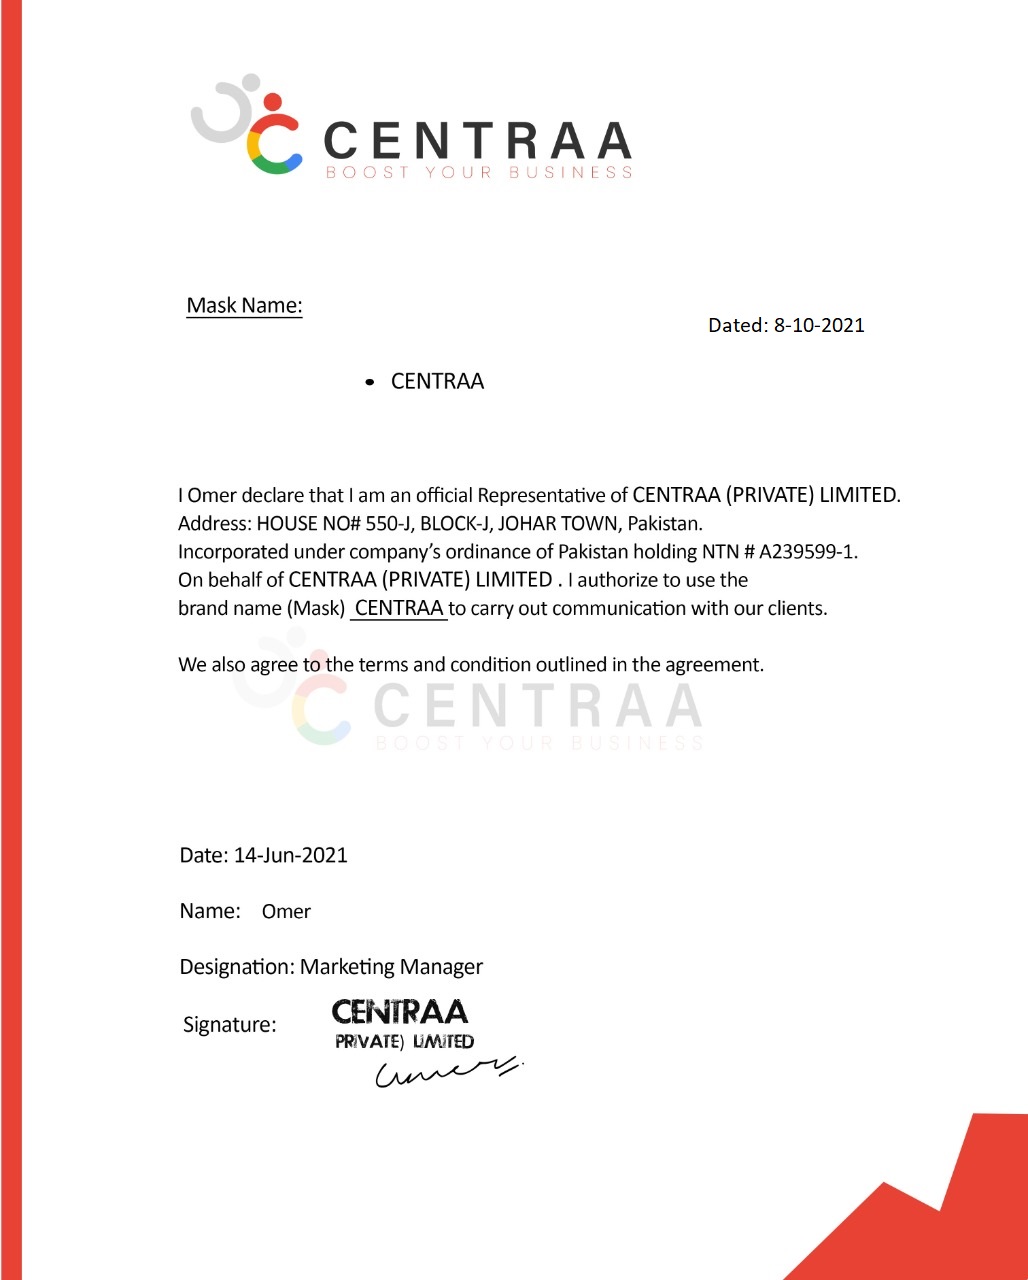 CENTRAA
BOOST YOUR BUSINESS
Mask Name:
Dated: 8-10-2021
• CENTRAA
I Omer declare that I am an official Representative of CENTRAA (PRIVATE) LIMITED.
Address: HOUSE NO# 550-J, BLOCK-J, JOHAR TOWN, Pakistan.
Incorporated under company's ordinance of Pakistan holding NTN # A239599-1.
On behalf of CENTRAA (PRIVATE) LIMITED . I authorize to use the
brand name (Mask) CENTRAA to carry out communication with our clients.
We also agree to the terms and condition outlined in the agreement.
CENTRAA
BOOST YOUR BUSINESS
Date: 14-Jun-2021
Name: Omer
Designation: Marketing Manager
Signature:
CENTRAA
PRIVATE) LIMITED
Omer